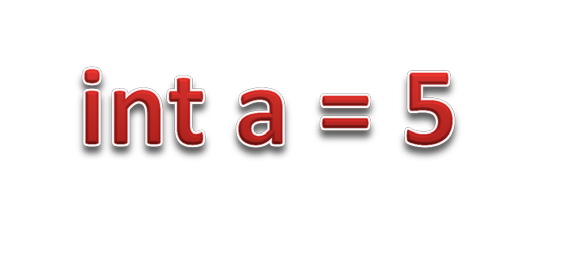 int a = 5